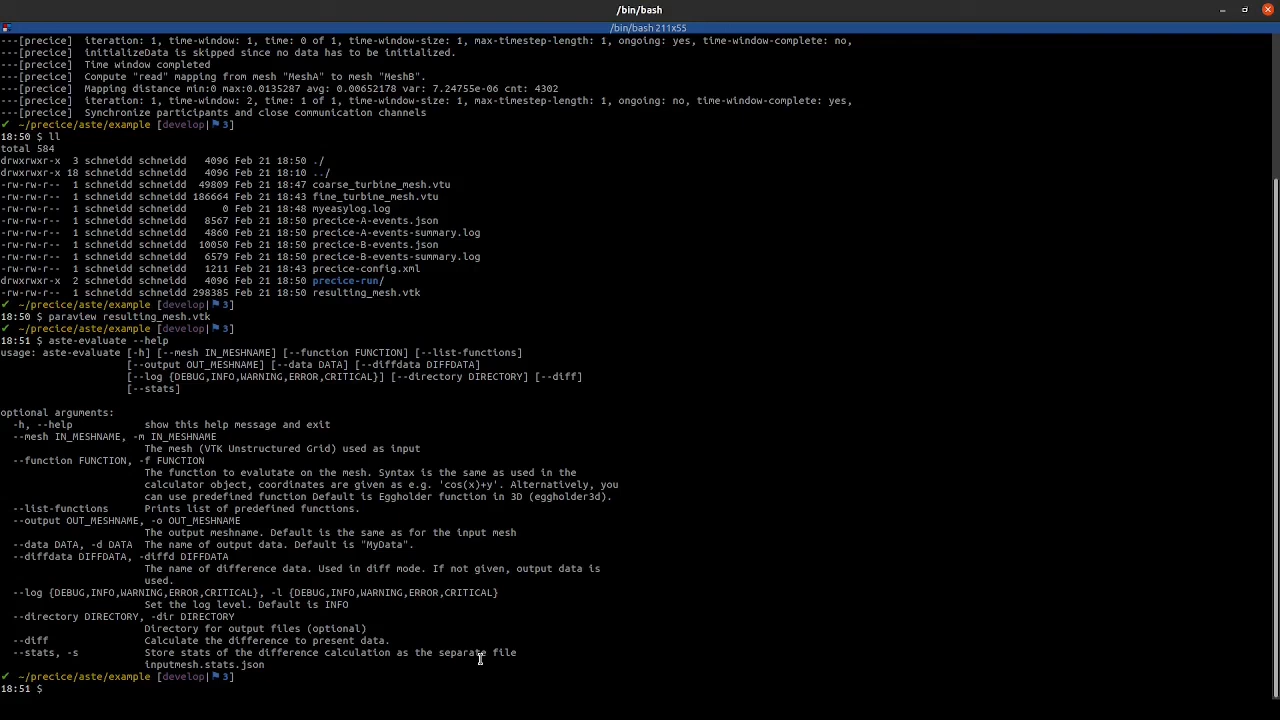 /bin/bash
/bin/bash 211x55
---[precice]  iteration: 1, time-window: 1, time: 0 of 1, time-window-size: 1, max-timestep-length: 1, ongoing: yes, time-window-complete: no,
---[precice]  initializeData is skipped since no data has to be initialized.
---[precice]  Time window completed
---[precice]  Compute "read" mapping from mesh "MeshA" to mesh "MeshB".
---[precice]  Mapping distance min:0 max:0.0135287 avg: 0.00652178 var: 7.24755e-06 cnt: 4302
---[precice]  iteration: 1, time-window: 2, time: 1 of 1, time-window-size: 1, max-timestep-length: 1, ongoing: no, time-window-complete: yes,
---[precice]  Synchronize participants and close communication channels
✔ ~/precice/aste/example [develop|⚑ 3]
18:50 $ ll
total 584
drwxrwxr-x  3 schneidd schneidd   4096 Feb 21 18:50 ./
drwxrwxr-x 18 schneidd schneidd   4096 Feb 21 18:10 ../
-rw-rw-r--  1 schneidd schneidd  49809 Feb 21 18:47 coarse_turbine_mesh.vtu
-rw-rw-r--  1 schneidd schneidd 186664 Feb 21 18:43 fine_turbine_mesh.vtu
-rw-rw-r--  1 schneidd schneidd      0 Feb 21 18:48 myeasylog.log
-rw-rw-r--  1 schneidd schneidd   8567 Feb 21 18:50 precice-A-events.json
-rw-rw-r--  1 schneidd schneidd   4860 Feb 21 18:50 precice-A-events-summary.log
-rw-rw-r--  1 schneidd schneidd  10050 Feb 21 18:50 precice-B-events.json
-rw-rw-r--  1 schneidd schneidd   6579 Feb 21 18:50 precice-B-events-summary.log
-rw-rw-r--  1 schneidd schneidd   1211 Feb 21 18:43 precice-config.xml
drwxrwxr-x  2 schneidd schneidd   4096 Feb 21 18:50 precice-run/
-rw-rw-r--  1 schneidd schneidd 298385 Feb 21 18:50 resulting_mesh.vtk
✔ ~/precice/aste/example [develop|⚑ 3]
18:50 $ paraview resulting_mesh.vtk
✔ ~/precice/aste/example [develop|⚑ 3]
18:51 $ aste-evaluate --help
usage: aste-evaluate [-h] [--mesh IN_MESHNAME] [--function FUNCTION] [--list-functions]
[--output OUT_MESHNAME] [--data DATA] [--diffdata DIFFDATA]
[--log {DEBUG,INFO,WARNING,ERROR,CRITICAL}] [--directory DIRECTORY] [--diff]
[--stats]
optional arguments:
-h, --help            show this help message and exit
--mesh IN_MESHNAME, -m IN_MESHNAME
The mesh (VTK Unstructured Grid) used as input
--function FUNCTION, -f FUNCTION
The function to evalutate on the mesh. Syntax is the same as used in the
calculator object, coordinates are given as e.g. 'cos(x)+y'. Alternatively, you
can use predefined function Default is Eggholder function in 3D (eggholder3d).
--list-functions      Prints list of predefined functions.
--output OUT_MESHNAME, -o OUT_MESHNAME
The output meshname. Default is the same as for the input mesh
--data DATA, -d DATA  The name of output data. Default is "MyData".
--diffdata DIFFDATA, -diffd DIFFDATA
The name of difference data. Used in diff mode. If not given, output data is
used.
--log {DEBUG,INFO,WARNING,ERROR,CRITICAL}, -l {DEBUG,INFO,WARNING,ERROR,CRITICAL}
Set the log level. Default is INFO
--directory DIRECTORY, -dir DIRECTORY
Directory for output files (optional)
--diff                Calculate the difference to present data.
--stats, -s           Store stats of the difference calculation as the separate file
inputmesh.stats.json
✔ ~/precice/aste/example [develop|⚑ 3]
18:51 $